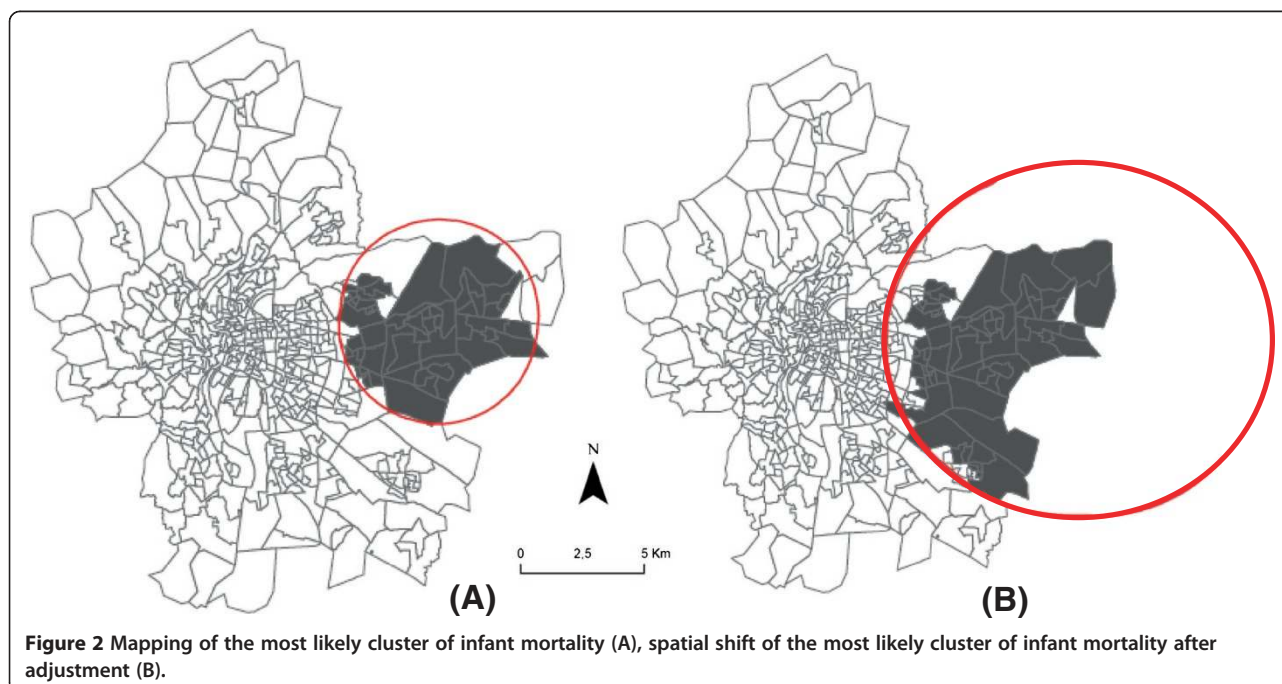 N
0 2,5 5 Km
(A)
(B)
Figure 2 Mapping of the most likely cluster of infant mortality (A), spatial shift of the most likely cluster of infant mortality after
adjustment (B).